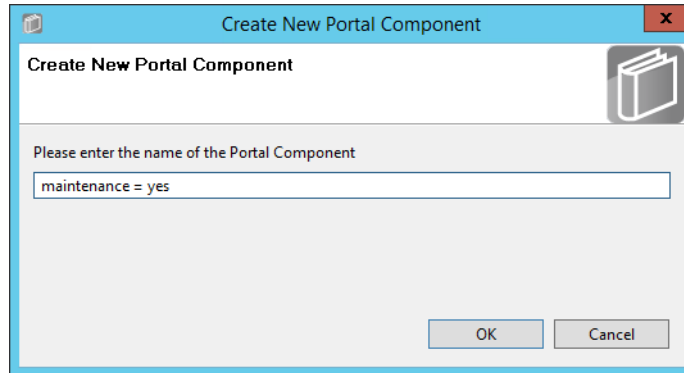 Create New Portal Component
x
Create New Portal Component
Please enter the name of the Portal Component
maintenance = yes
OK
Cancel